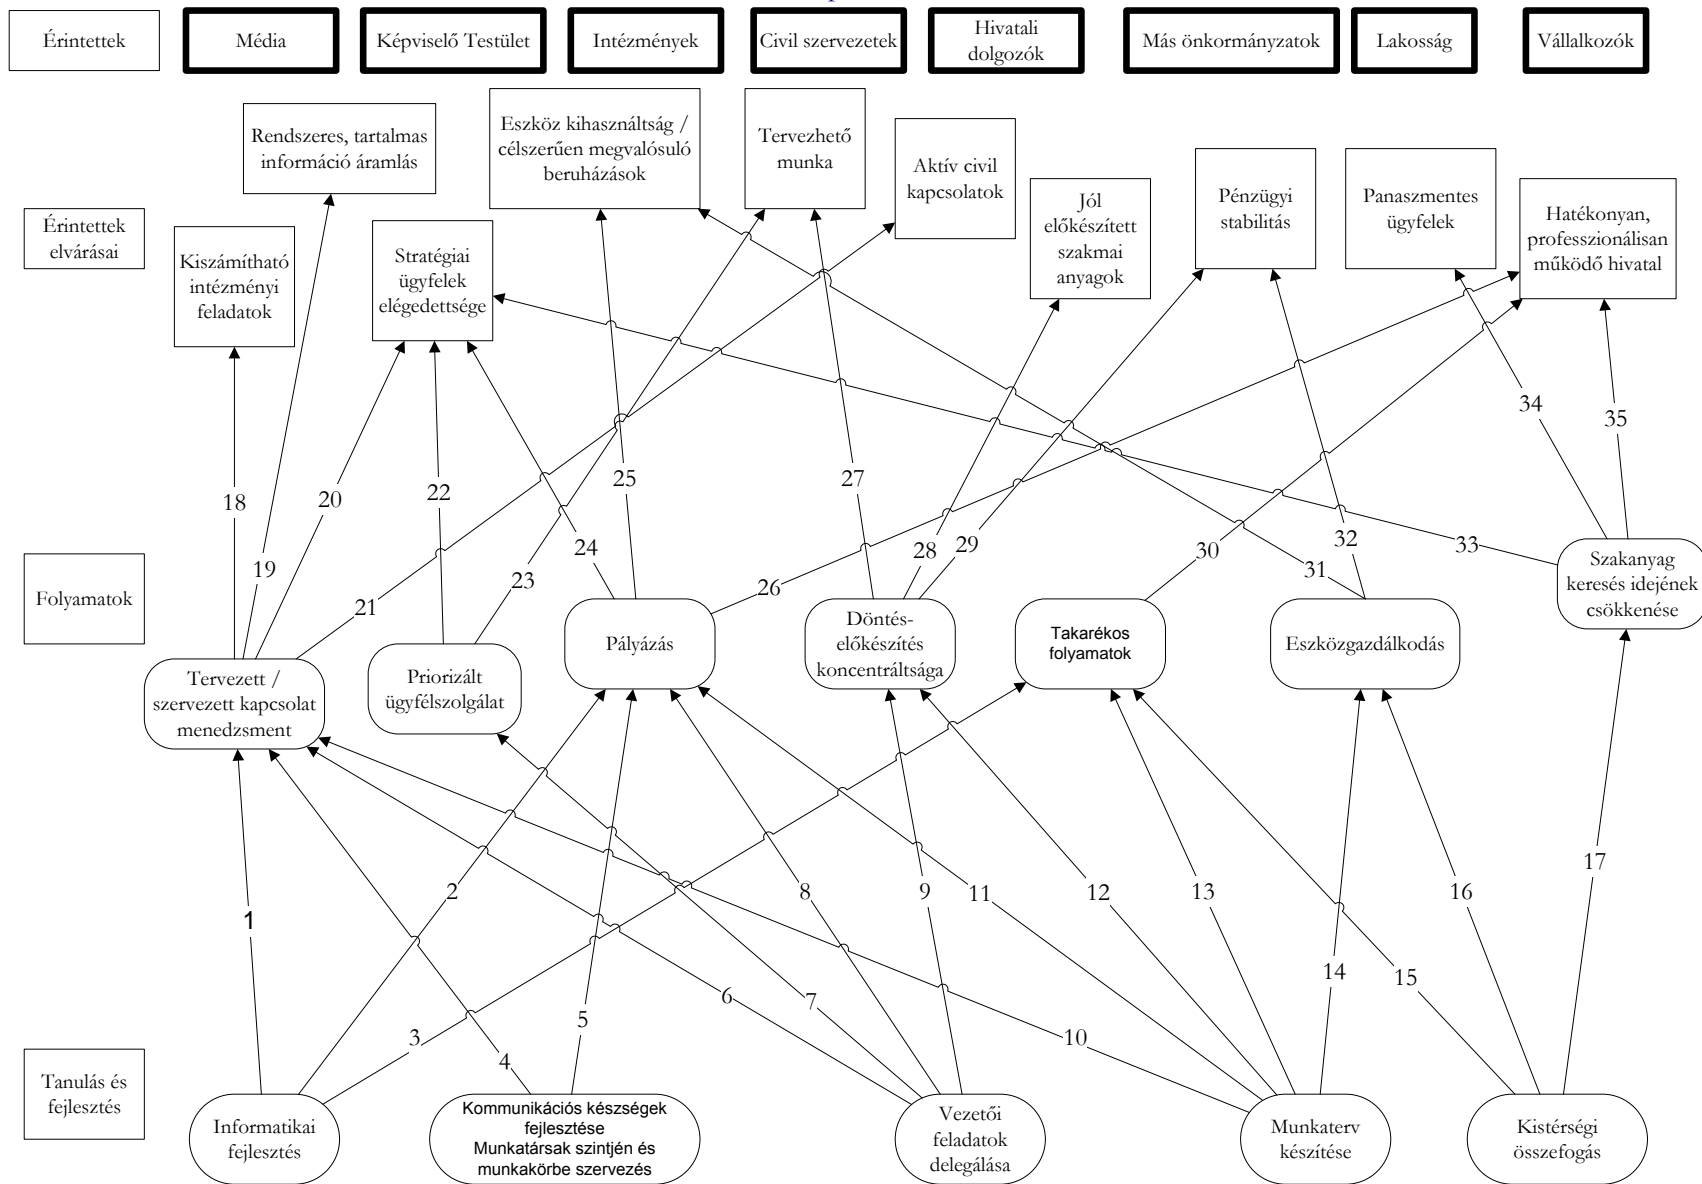 Érintettek
Média
Képviselő Testület
Intézmények
Civil szervezetek
Hivatali
dolgozók
Más önkormányzatok
Lakosság
Vállalkozók
Rendszeres, tartalmas
információ áramlás
Eszköz kihasználtság /
célszerűen megvalósuló
beruházások
Tervezhető
munka
Aktív civil
kapcsolatok
Érintettek
elvárásai
Kiszámítható
intézményi
feladatok
Stratégiai
ügyfelek
elégedettsége
Jól
előkészített
szakmai
anyagok
Pénzügyi
stabilitás
Panaszmentes
ügyfelek
Hatékonyan,
professzionálisan
működő hivatal
18
19
20
21
22
23
24
25
26
27
28
29
30
31
32
33
34
35
Folyamatok
Tervezett /
szervezett kapcsolat
menedzsment
Priorizált
ügyfélszolgálat
Pályázás
Döntés-
előkészítés
koncentráltsága
Takarékos
folyamatok
Eszközgazdálkodás
Szakanyag
keresés idejének
csökkenése
1
2
3
4
5
6
7
8
9
10
11
12
13
14
15
16
17
Tanulás és
fejlesztés
Informatikai
fejlesztés
Kommunikációs készségek
fejlesztése
Munkatársak szintjén és
munkakörbe szervezés
Vezetői
feladatok
delegálása
Munkaterv
készítése
Kistérségi
összefogás